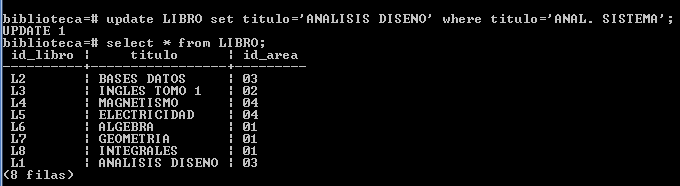 biblioteca=# update LIBRO set titulo='ANALISIS DISENO' where titulo='ANAL. SISTEMA';
UPDATE 1
biblioteca=# select * from LIBRO;
id_libro ¦ titulo ¦ id_area
----------+-----------------+---------
L2 ¦ BASES DATOS ¦ 03
L3 ¦ INGLES TOMO 1 ¦ 02
L4 ¦ MAGNETISMO ¦ 04
L5 ¦ ELECTRICIDAD ¦ 04
L6 ¦ ALGEBRA ¦ 01
L7 ¦ GEOMETRIA ¦ 01
L8 ¦ INTEGRALES ¦ 01
L1 ¦ ANALISIS DISENO ¦ 03
(8 filas)